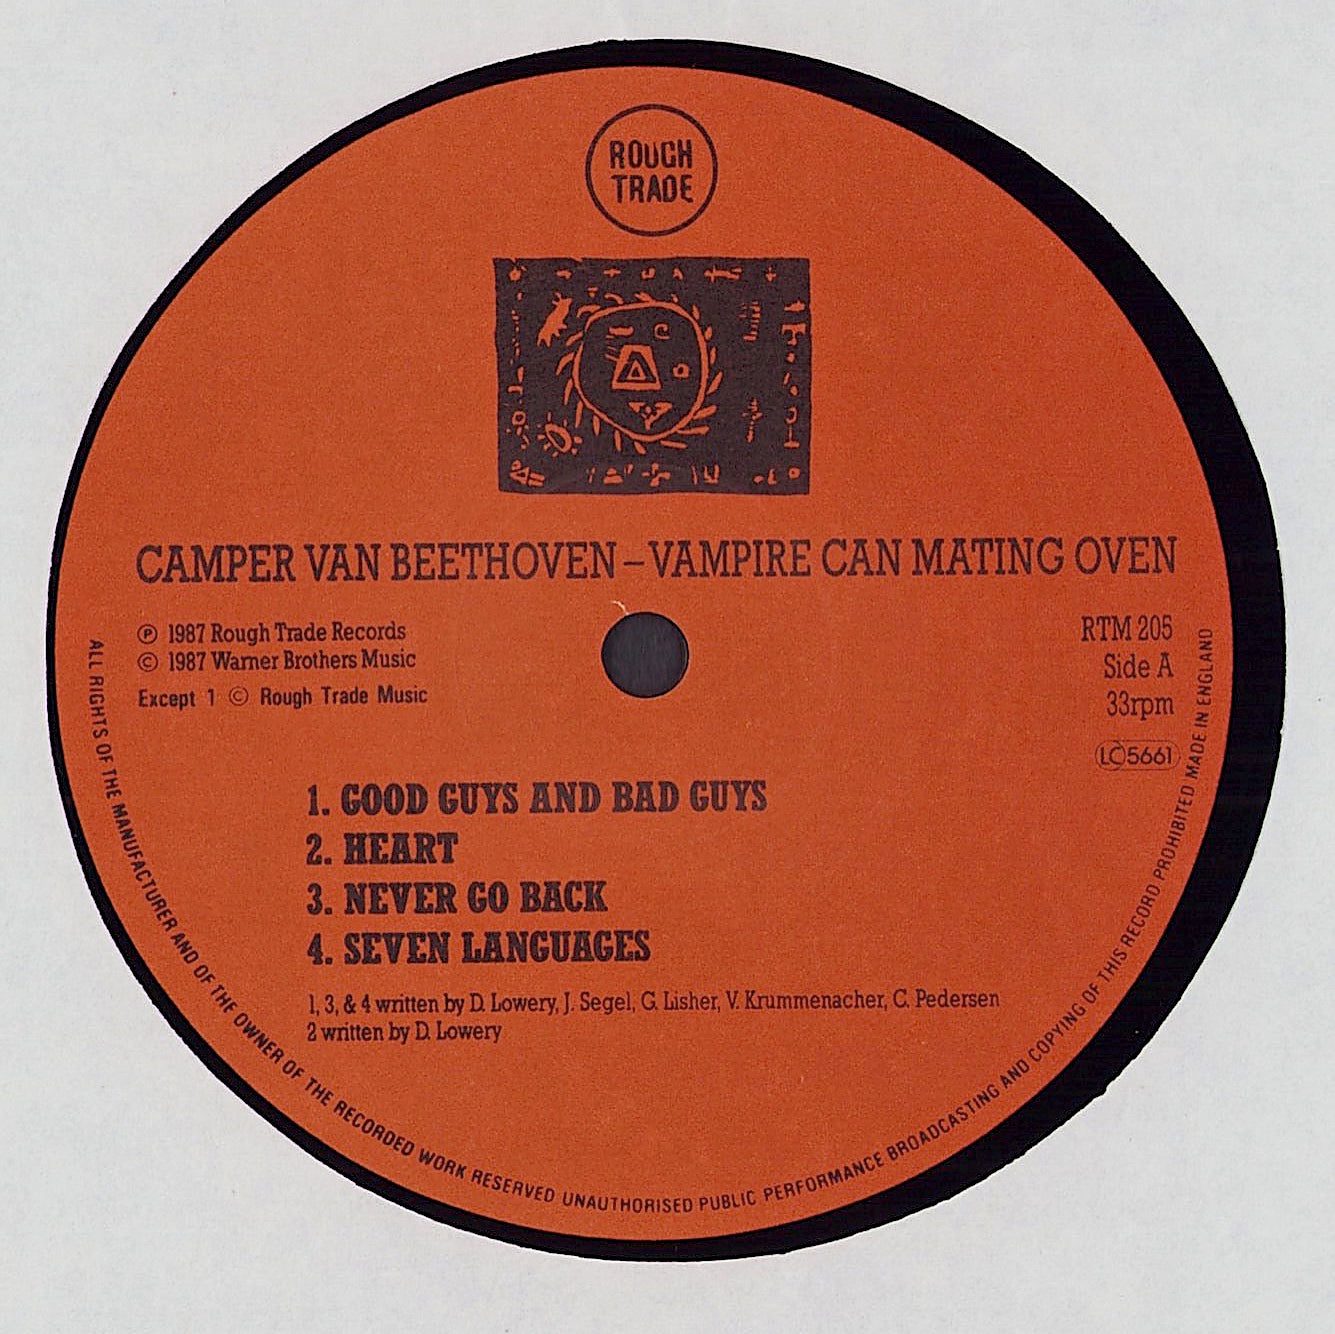 ROUGH
TRADE
CAMPER VAN BEETHOVEN – VAMPIRE CAN MATING OVEN
℗ 1987 Rough Trade Records
© 1987 Warner Brothers Music
Except 1 © Rough Trade Music
RTM 205
Side A
33rpm
LC 5661
1. GOOD GUYS AND BAD GUYS
2. HEART
3. NEVER GO BACK
4. SEVEN LANGUAGES
1, 3, & 4 written by D. Lowery, J. Segel, G. Lisher, V. Krummenacher, C. Pedersen
2 written by D. Lowery
ALL RIGHTS OF THE MANUFACTURER AND OF THE OWNER OF THE RECORDED WORK RESERVED UNAUTHORISED PUBLIC PERFORMANCE BROADCASTING AND COPYING OF THIS RECORD PROHIBITED MADE IN ENGLAND